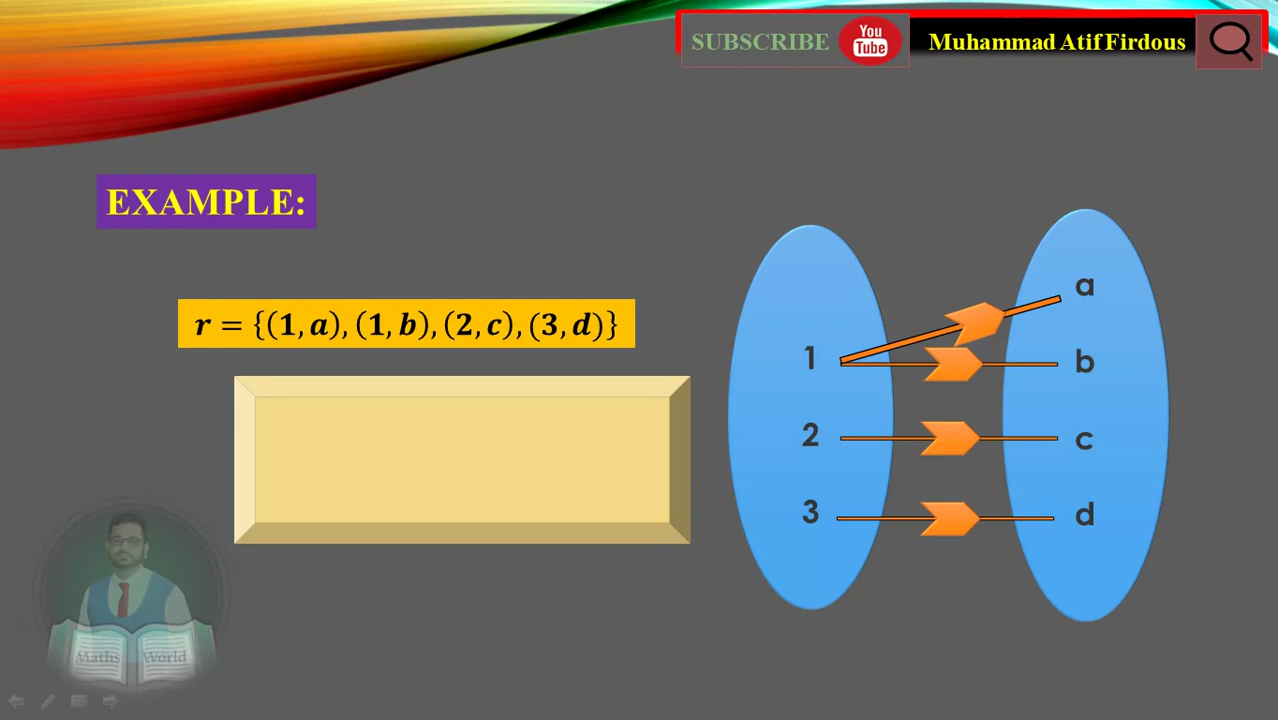 SUBSCRIBE You Tube Muhammad Atif Firdous
EXAMPLE:
r = {(1, a), (1, b), (2, c), (3, d)}
a
1 b
2 c
3 d
Maths World